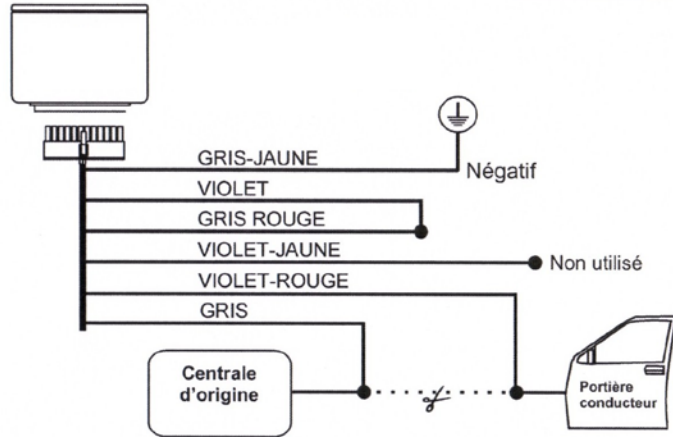 GRIS-JAUNE
Négatif
VIOLET
GRIS ROUGE
VIOLET-JAUNE
Non utilisé
VIOLET-ROUGE
GRIS
Centrale
d'origine
Portière
conducteur